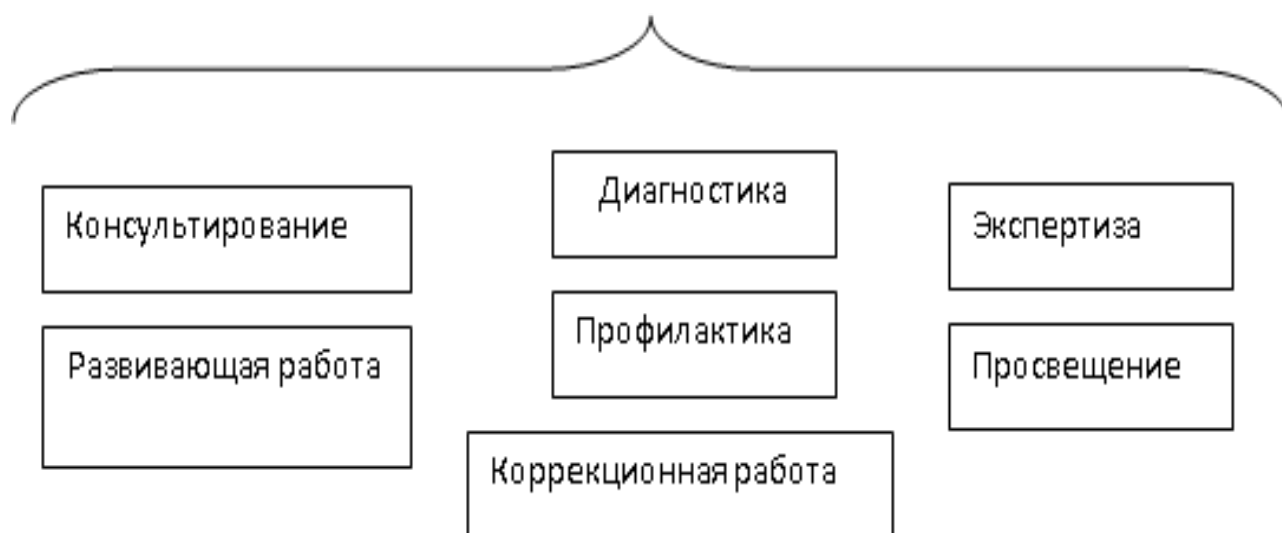 Консультирование
Диагностика
Экспертиза
Развивающая работа
Профилактика
Просвещение
Коррекционная работа